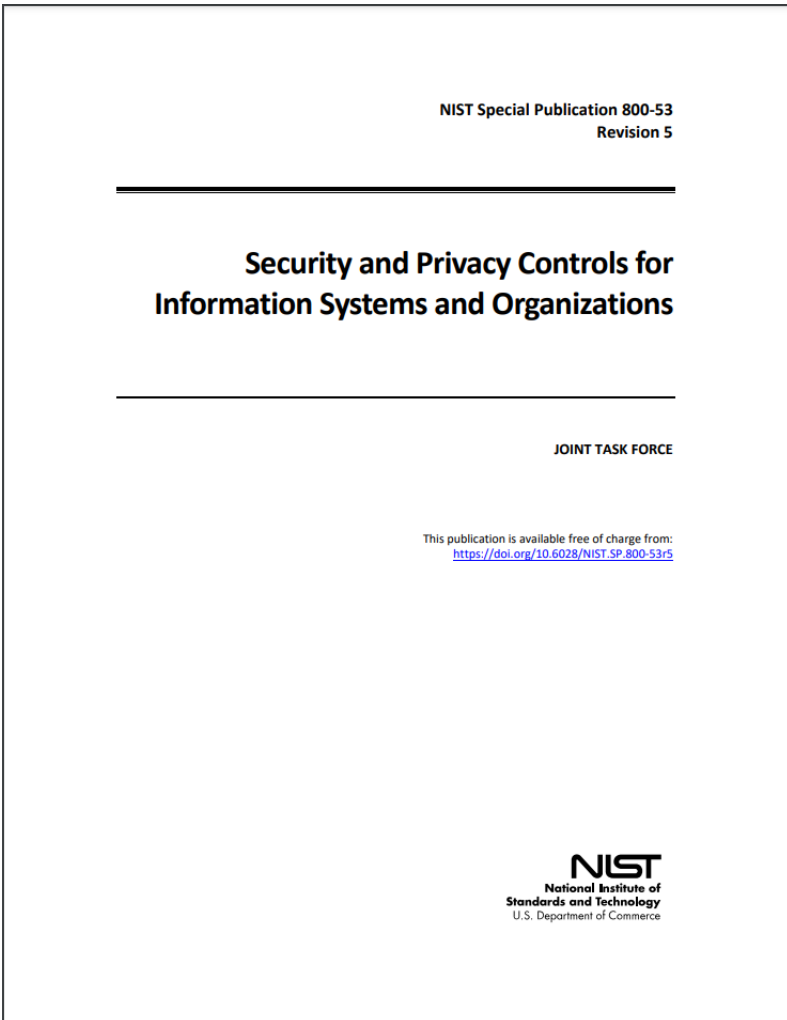 NIST Special Publication 800-53
Revision 5
Security and Privacy Controls for
Information Systems and Organizations
JOINT TASK FORCE
This publication is available free of charge from:
https://doi.org/10.6028/NIST.SP.800-53r5
NIST
National Institute of
Standards and Technology
U.S. Department of Commerce